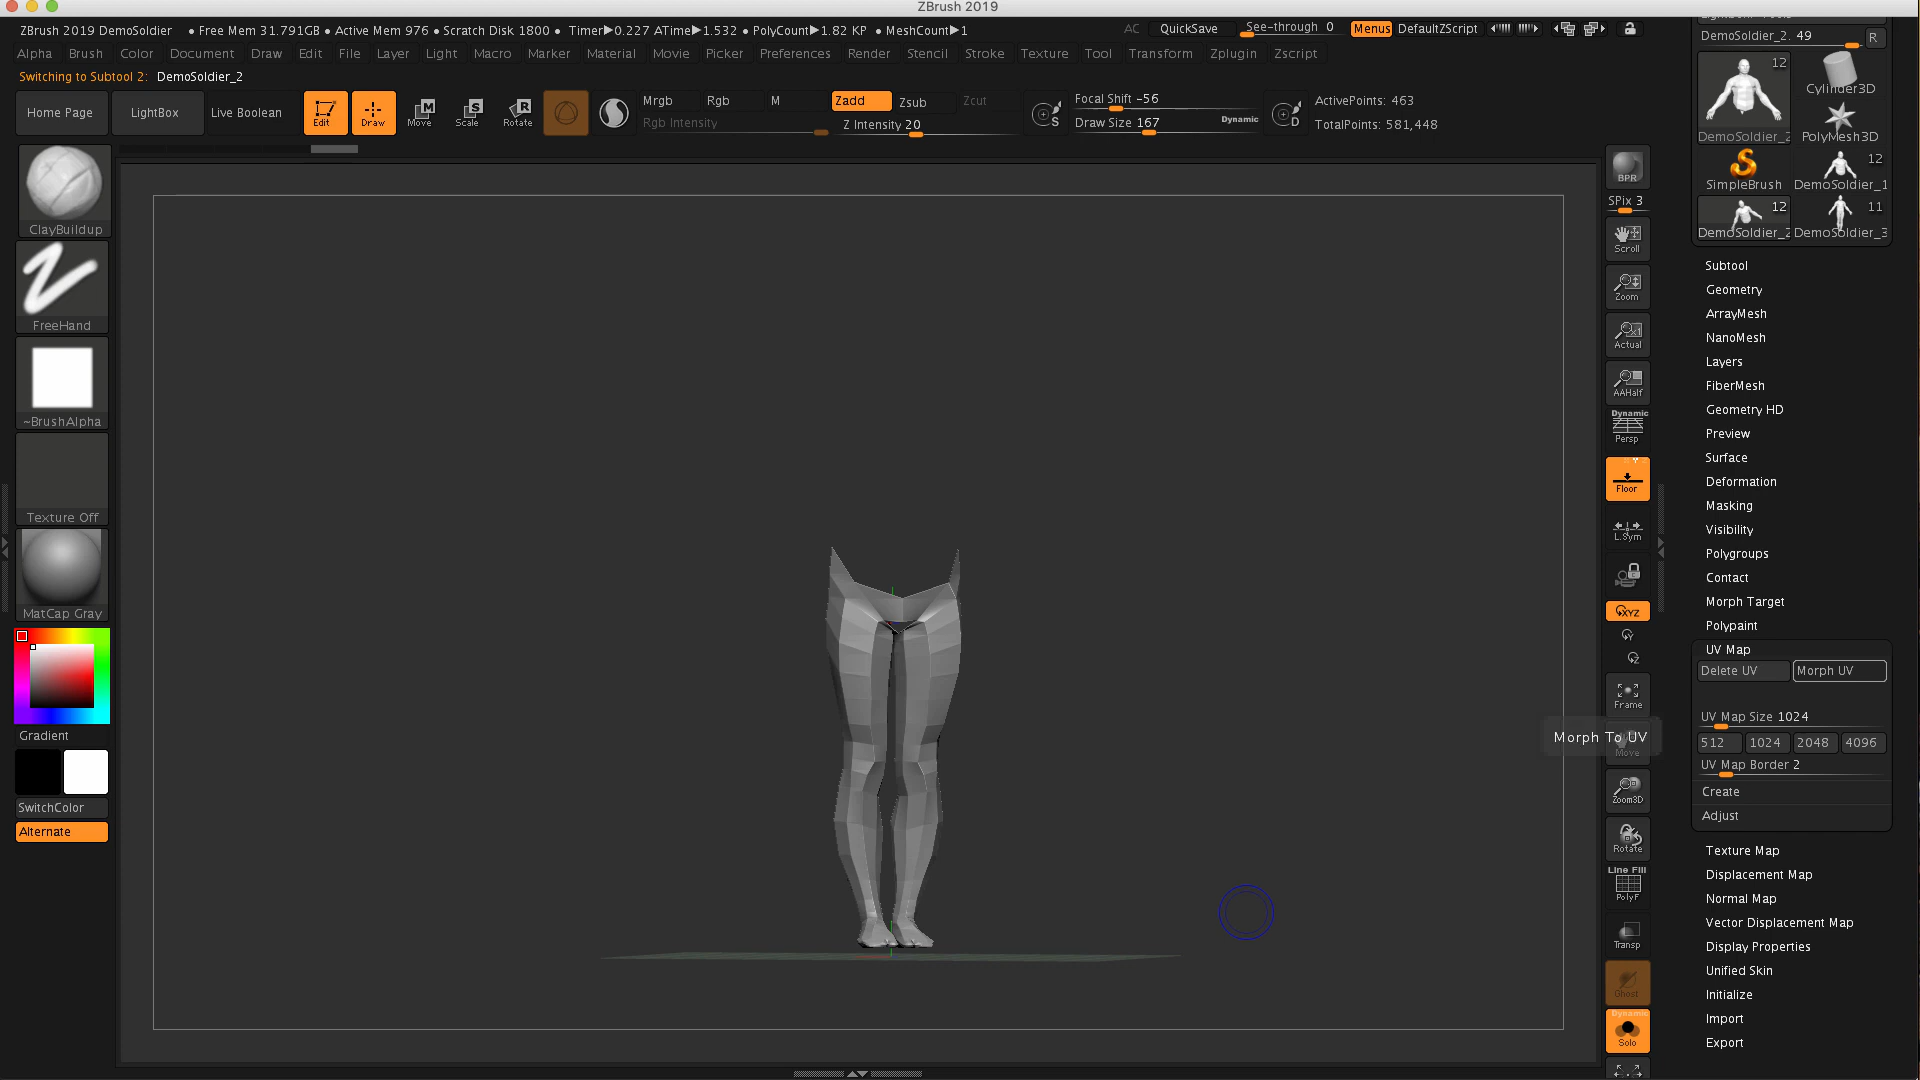 ZBrush 2019
ZBrush 2019 DemoSoldier • Free Mem 31.791GB • Active Mem 976 • Scratch Disk 1800 • Timer▶0.227 ATime▶1.532 • PolyCount▶1.82 KP • MeshCount▶1
AC QuickSave See-through 0 Menus DefaultZScript
Alpha Brush Color Document Draw Edit File Layer Light Macro Marker Material Movie Picker Preferences Render Stencil Stroke Texture Tool Transform Zplugin Zscript
Switching to Subtool 2: DemoSoldier_2
Home Page LightBox Live Boolean Edit Draw Move Scale Rotate
Mrgb Rgb M Zadd Zsub Zcut
Rgb Intensity Z Intensity 20
Focal Shift -56
Draw Size 167 Dynamic
ActivePoints: 463
TotalPoints: 581,448
ClayBuildup
FreeHand
~BrushAlpha
Texture Off
MatCap Gray
Gradient
SwitchColor
Alternate
BPR
SPix 3
Scroll
Zoom
Actual
AAHalf
Dynamic
Persp
Floor
L.Sym
XYZ
Y
Z
Frame
Morph To UV
Move
Zoom3D
Rotate
Line Fill
PolyF
Transp
Ghost
Dynamic
Solo
DemoSoldier_2. 49 R
12
DemoSoldier_2
Cylinder3D
PolyMesh3D
SimpleBrush
12
DemoSoldier_1
12
DemoSoldier_2
11
DemoSoldier_3
Subtool
Geometry
ArrayMesh
NanoMesh
Layers
FiberMesh
Geometry HD
Preview
Surface
Deformation
Masking
Visibility
Polygroups
Contact
Morph Target
Polypaint
UV Map
Delete UV Morph UV
UV Map Size 1024
512 1024 2048 4096
UV Map Border 2
Create
Adjust
Texture Map
Displacement Map
Normal Map
Vector Displacement Map
Display Properties
Unified Skin
Initialize
Import
Export